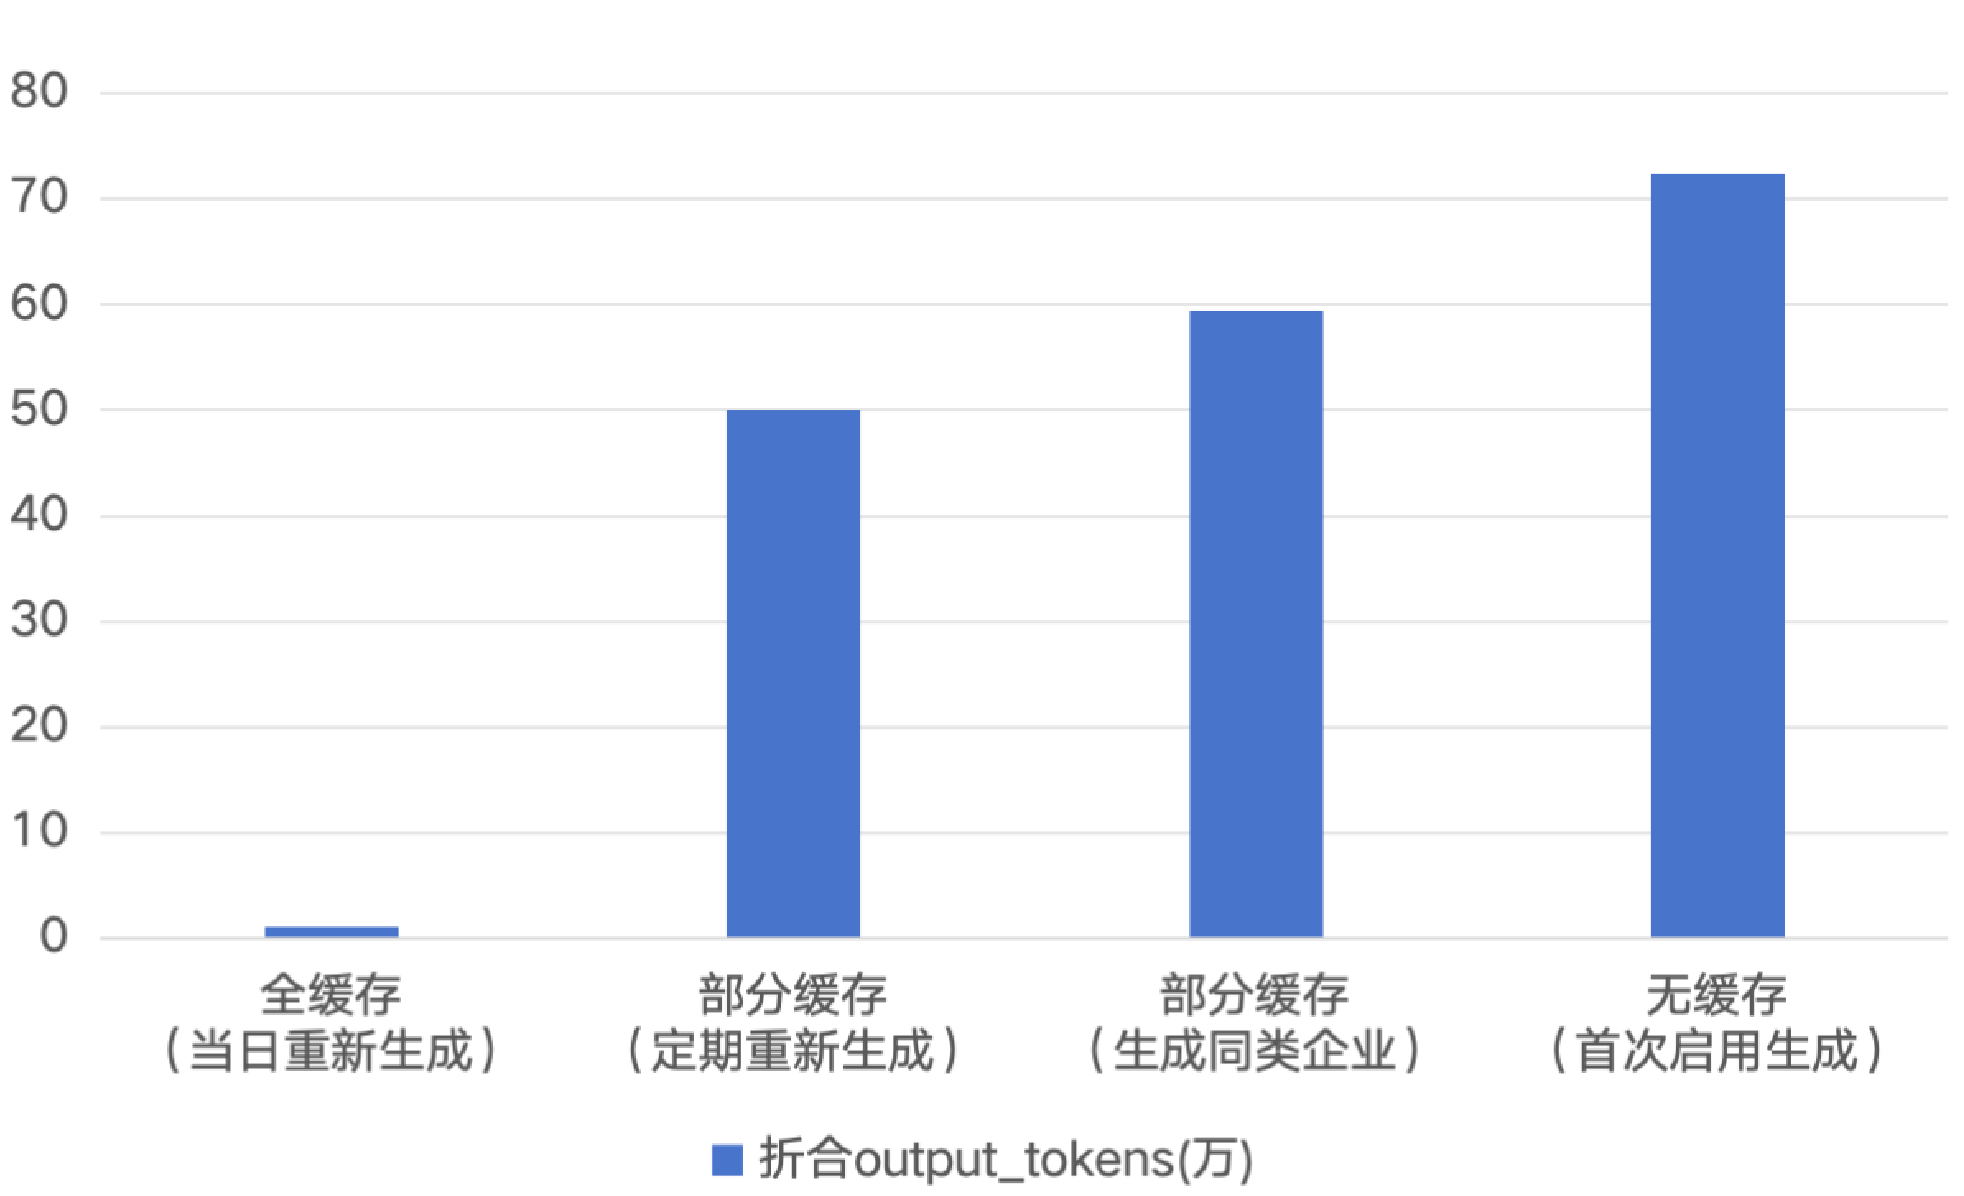 80
70
60
50
40
30
20
10
0
全缓存
（当日重新生成）
部分缓存
（定期重新生成）
部分缓存
（生成同类企业）
无缓存
（首次启用生成）
折合output_tokens(万)